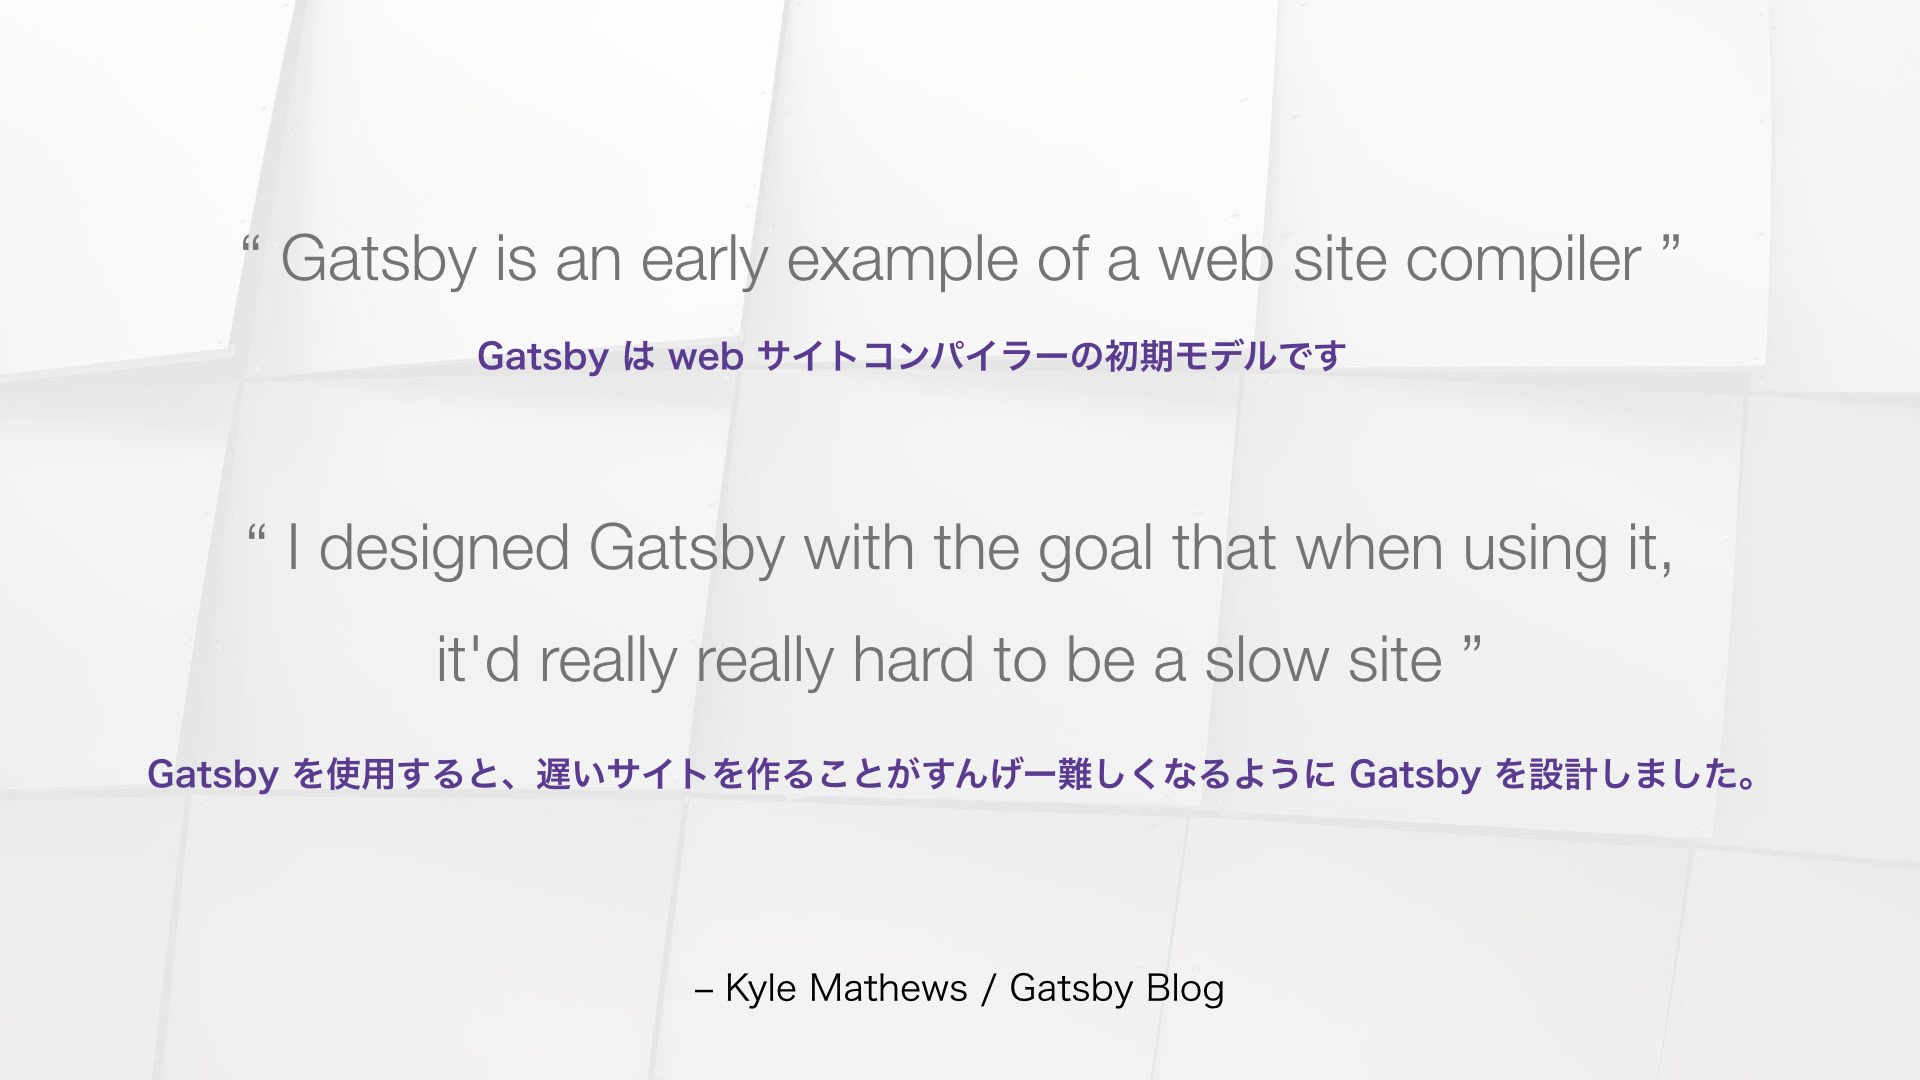 “ Gatsby is an early example of a web site compiler ”
Gatsby は web サイトコンパイラーの初期モデルです
“ I designed Gatsby with the goal that when using it,
it'd really really hard to be a slow site ”
Gatsby を使用すると、遅いサイトを作ることがすんげー難しくなるように Gatsby を設計しました。
– Kyle Mathews / Gatsby Blog